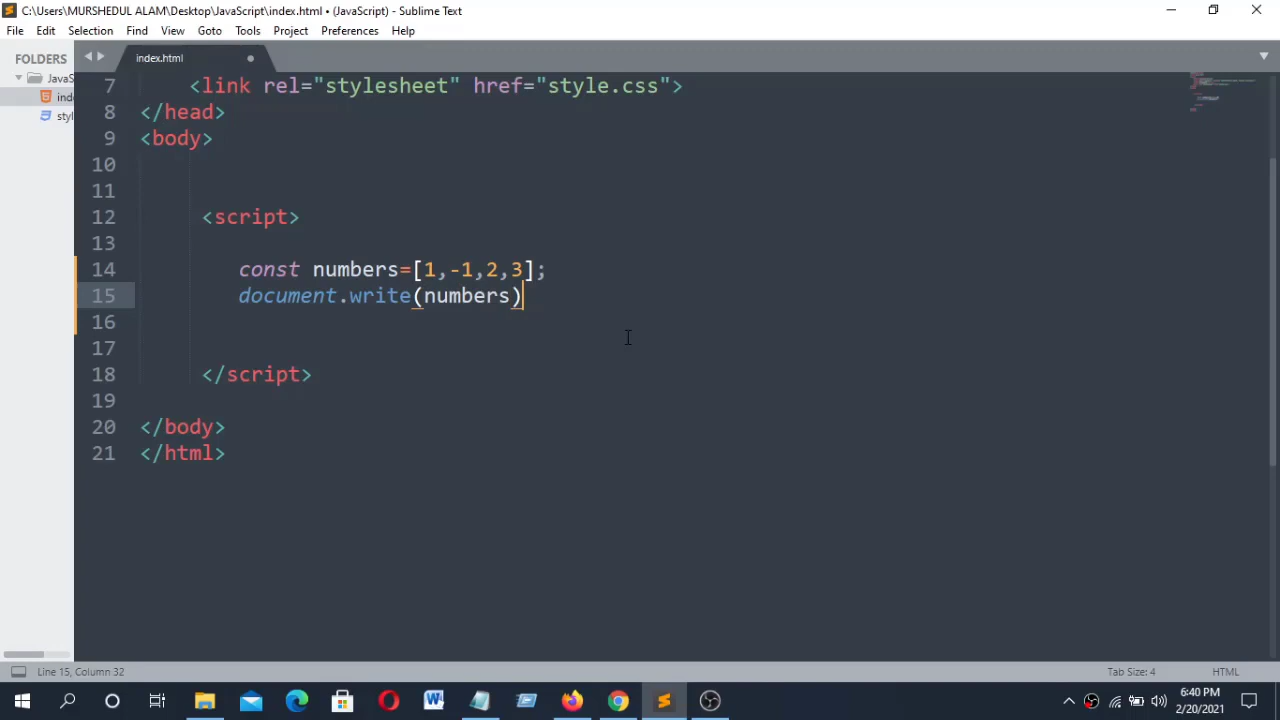 C:\Users\MURSHEDUL ALAM\Desktop\JavaScript\index.html • (JavaScript) - Sublime Text
File Edit Selection Find View Goto Tools Project Preferences Help
FOLDERS
JavaS
inde
styl
index.html
7 <link rel="stylesheet" href="style.css">
8 </head>
9 <body>
10
11
12 <script>
13
14 const numbers=[1,-1,2,3];
15 document.write(numbers)
16
17
18 </script>
19
20 </body>
21 </html>
Line 15, Column 32
Tab Size: 4
HTML
6:40 PM
2/20/2021